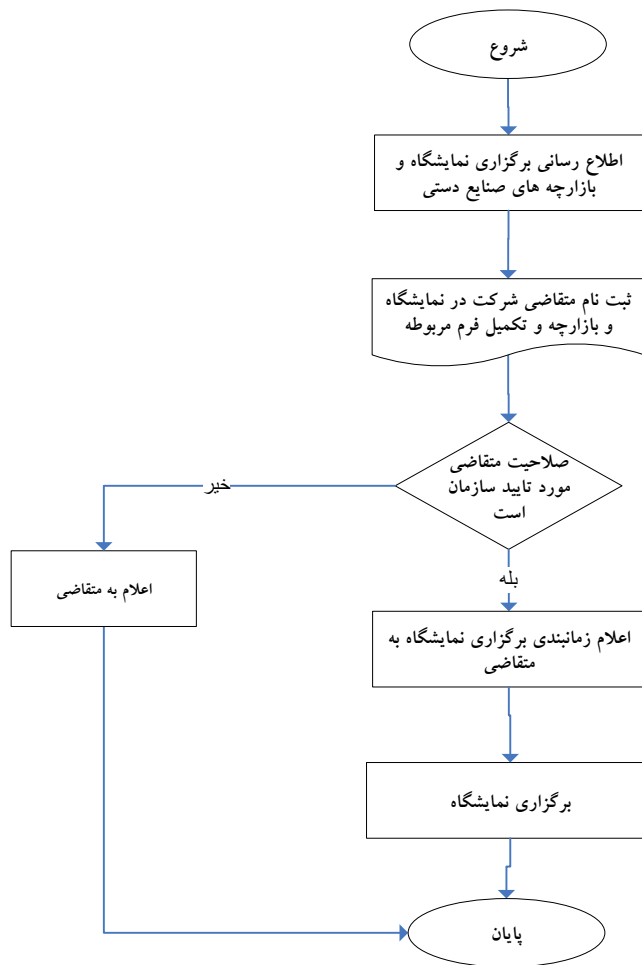 شروع
اطلاع رسانی برگزاری نمایشگاه و
بازارچه های صنایع دستی
ثبت نام متقاضی شرکت در نمایشگاه
و بازارچه و تکمیل فرم مربوطه
صلاحیت متقاضی
مورد تایید سازمان
است
خیر
بله
اعلام به متقاضی
اعلام زمانبندی برگزاری نمایشگاه به
متقاضی
برگزاری نمایشگاه
پایان